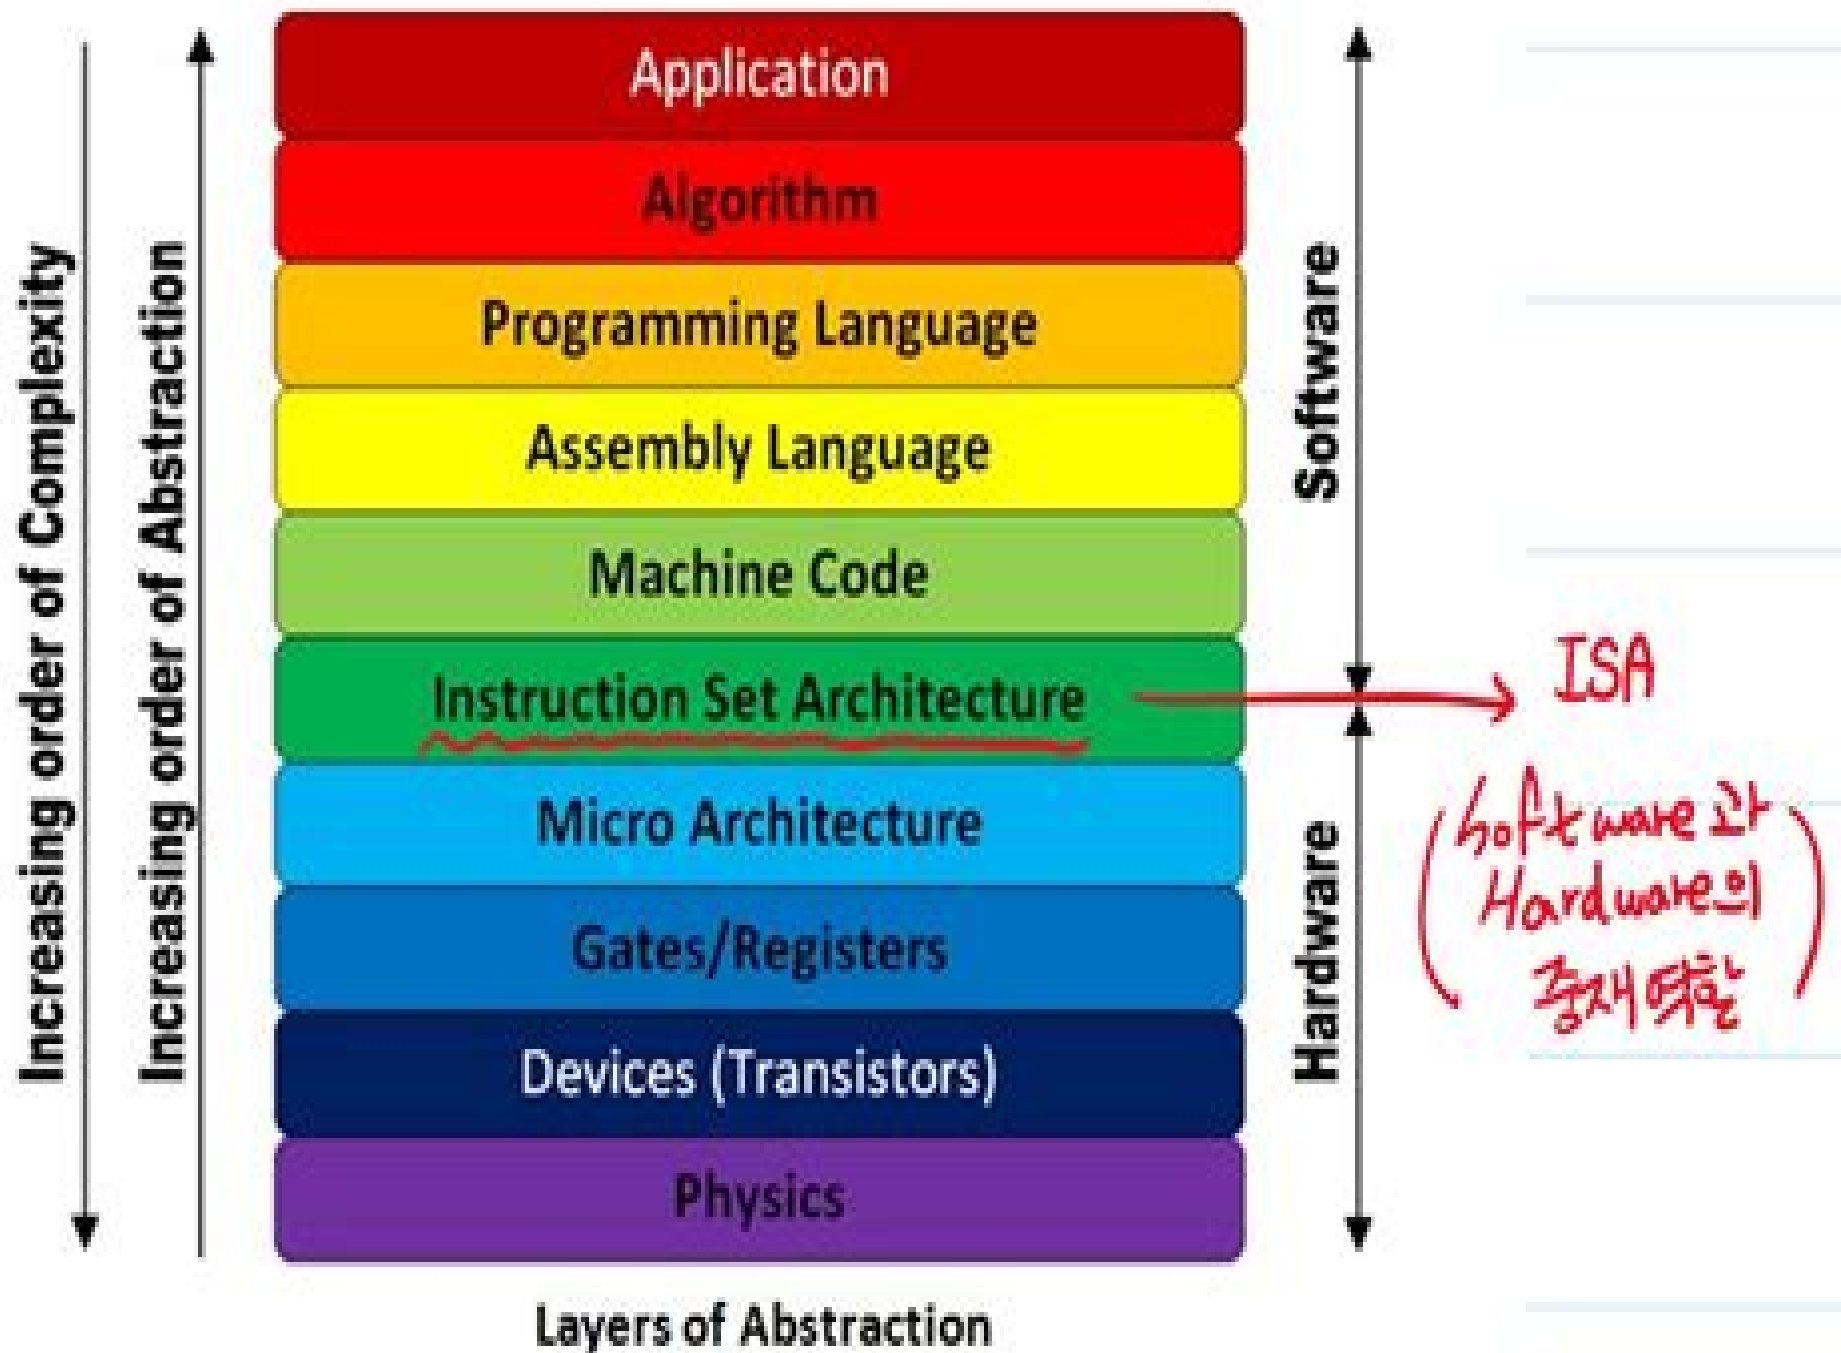 Increasing order of Complexity
Increasing order of Abstraction
Application
Algorithm
Programming Language
Assembly Language
Machine Code
Instruction Set Architecture
Micro Architecture
Gates/Registers
Devices (Transistors)
Physics
Layers of Abstraction
Software
Hardware
ISA
(Software과
Hardware의
중재 역할)